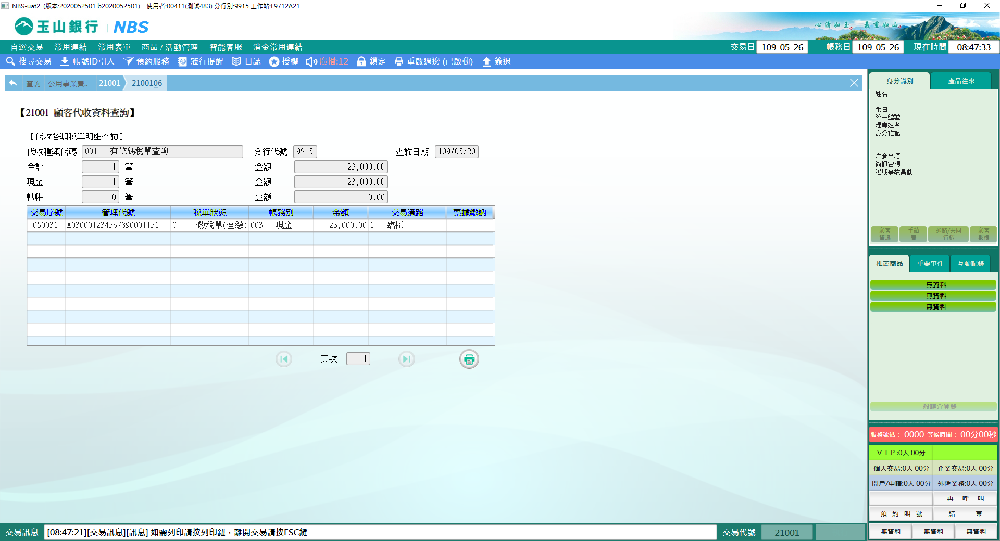 NBS-uat2 (版本:2020052501.b2020052501) 使用者:00411(測試483) 分行別:9915 工作站:L9712A21
玉山銀行 | NBS
心清如玉 義重如山
自選交易 常用連結 常用表單 商品 / 活動管理 智能客服 消金常用連結 交易日 109-05-26 帳務日 109-05-26 現在時間 08:47:33
搜尋交易 帳號ID引入 預約服務 蒞行提醒 日誌 授權 廣播:12 鎖定 重啟週邊 (已啟動) 簽退
查詢 公用事業費.. 21001 2100106
【21001 顧客代收資料查詢】
【代收各類稅單明細查詢】
代收種類代碼 001 - 有條碼稅單查詢 分行代號 9915 查詢日期 109/05/20
合計 1 筆 金額 23,000.00
現金 1 筆 金額 23,000.00
轉帳 0 筆 金額 0.00
交易序號 管理代號 稅單狀態 帳務別 金額 交易通路 票據繳納
050031 A030001234567890001151 0 - 一般稅單(全繳) 003 - 現金 23,000.00 1 - 臨櫃
頁次 1
身分識別 產品往來
姓名
生日
統一編號
理專姓名
身分註記
注意事項
簡訊密碼
近期事故異動
顧客資訊 手續費 通路/共同行銷 顧客影像
推薦商品 重要事件 互動記錄
無資料
無資料
無資料
一般轉介登錄
服務號碼： 0000 等候時間： 00分00秒
ＶＩＰ:0人 00分
個人交易:0人 00分 企業交易:0人 00分
開戶/申請:0人 00分 外匯業務:0人 00分
再 呼 叫
預 約 叫 號 結 束
無資料 無資料 無資料
交易訊息 [08:47:21][交易訊息][訊息] 如需列印請按列印鈕，離開交易請按ESC鍵 交易代號 21001